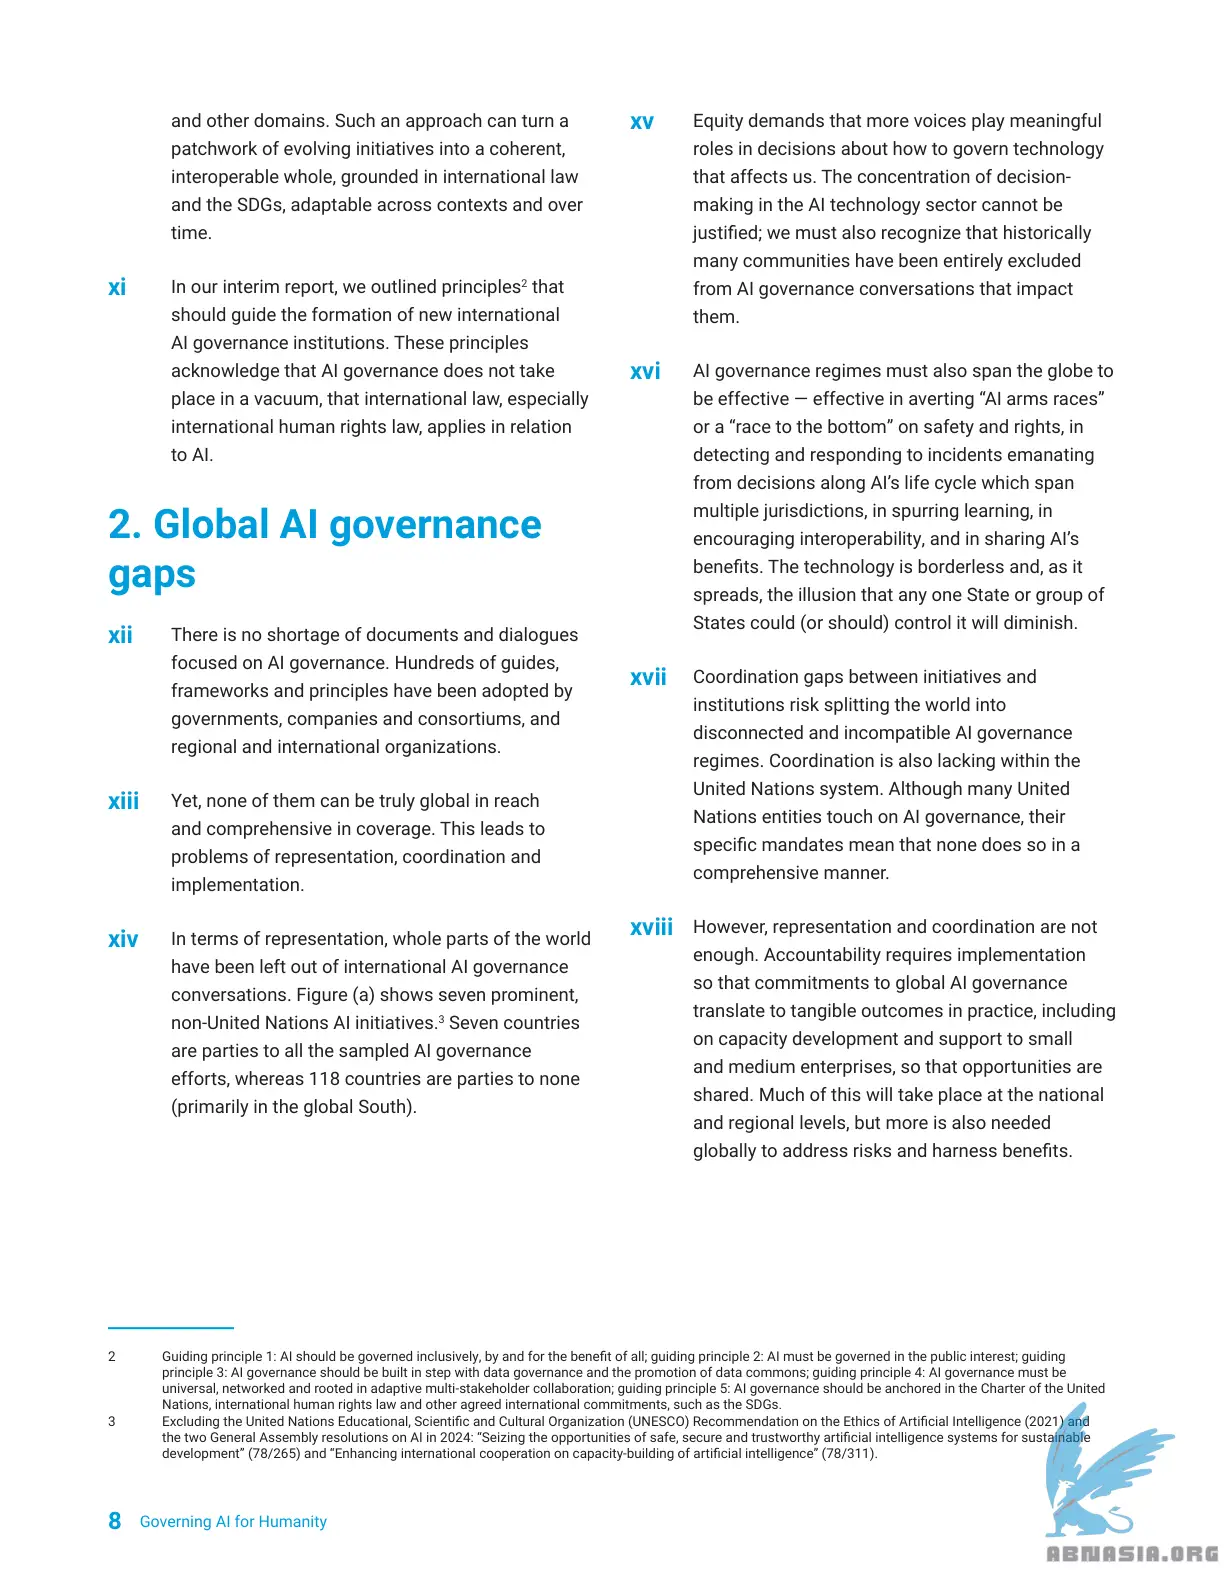 and other domains. Such an approach can turn a
patchwork of evolving initiatives into a coherent,
interoperable whole, grounded in international law
and the SDGs, adaptable across contexts and over
time.
xi In our interim report, we outlined principles2 that
should guide the formation of new international
AI governance institutions. These principles
acknowledge that AI governance does not take
place in a vacuum, that international law, especially
international human rights law, applies in relation
to AI.
2. Global AI governance
gaps
xii There is no shortage of documents and dialogues
focused on AI governance. Hundreds of guides,
frameworks and principles have been adopted by
governments, companies and consortiums, and
regional and international organizations.
xiii Yet, none of them can be truly global in reach
and comprehensive in coverage. This leads to
problems of representation, coordination and
implementation.
xiv In terms of representation, whole parts of the world
have been left out of international AI governance
conversations. Figure (a) shows seven prominent,
non-United Nations AI initiatives.3 Seven countries
are parties to all the sampled AI governance
efforts, whereas 118 countries are parties to none
(primarily in the global South).
xv Equity demands that more voices play meaningful
roles in decisions about how to govern technology
that affects us. The concentration of decision-
making in the AI technology sector cannot be
justified; we must also recognize that historically
many communities have been entirely excluded
from AI governance conversations that impact
them.
xvi AI governance regimes must also span the globe to
be effective — effective in averting “AI arms races”
or a “race to the bottom” on safety and rights, in
detecting and responding to incidents emanating
from decisions along AI’s life cycle which span
multiple jurisdictions, in spurring learning, in
encouraging interoperability, and in sharing AI’s
benefits. The technology is borderless and, as it
spreads, the illusion that any one State or group of
States could (or should) control it will diminish.
xvii Coordination gaps between initiatives and
institutions risk splitting the world into
disconnected and incompatible AI governance
regimes. Coordination is also lacking within the
United Nations system. Although many United
Nations entities touch on AI governance, their
specific mandates mean that none does so in a
comprehensive manner.
xviii However, representation and coordination are not
enough. Accountability requires implementation
so that commitments to global AI governance
translate to tangible outcomes in practice, including
on capacity development and support to small
and medium enterprises, so that opportunities are
shared. Much of this will take place at the national
and regional levels, but more is also needed
globally to address risks and harness benefits.
2 Guiding principle 1: AI should be governed inclusively, by and for the benefit of all; guiding principle 2: AI must be governed in the public interest; guiding
principle 3: AI governance should be built in step with data governance and the promotion of data commons; guiding principle 4: AI governance must be
universal, networked and rooted in adaptive multi-stakeholder collaboration; guiding principle 5: AI governance should be anchored in the Charter of the United
Nations, international human rights law and other agreed international commitments, such as the SDGs.
3 Excluding the United Nations Educational, Scientific and Cultural Organization (UNESCO) Recommendation on the Ethics of Artificial Intelligence (2021) and
the two General Assembly resolutions on AI in 2024: “Seizing the opportunities of safe, secure and trustworthy artificial intelligence systems for sustainable
development” (78/265) and “Enhancing international cooperation on capacity-building of artificial intelligence” (78/311).
8 Governing AI for Humanity
ABNASIA.ORG